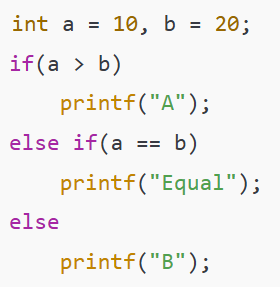 int a = 10, b = 20;
if(a > b)
    printf("A");
else if(a == b)
    printf("Equal");
else
    printf("B");